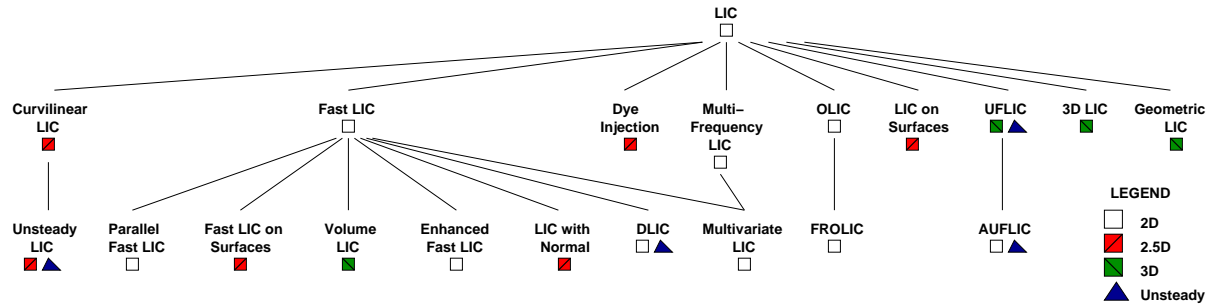 LIC
Curvilinear
LIC
Fast LIC
Dye
Injection
Multi–
Frequency
LIC
OLIC
LIC on
Surfaces
UFLIC
3D LIC
Geometric
LIC
Unsteady
LIC
Parallel
Fast LIC
Fast LIC on
Surfaces
Volume
LIC
Enhanced
Fast LIC
LIC with
Normal
DLIC
Multivariate
LIC
FROLIC
AUFLIC
LEGEND
2D
2.5D
3D
Unsteady